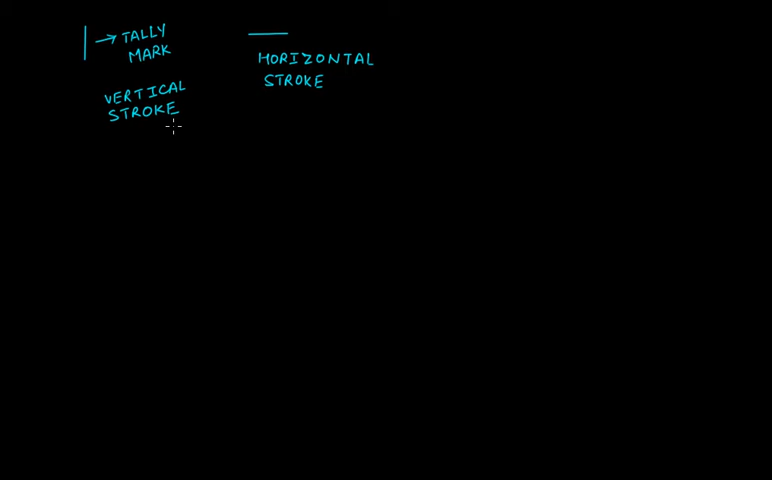 TALLY
MARK
VERTICAL
STROKE
HORIZONTAL
STROKE